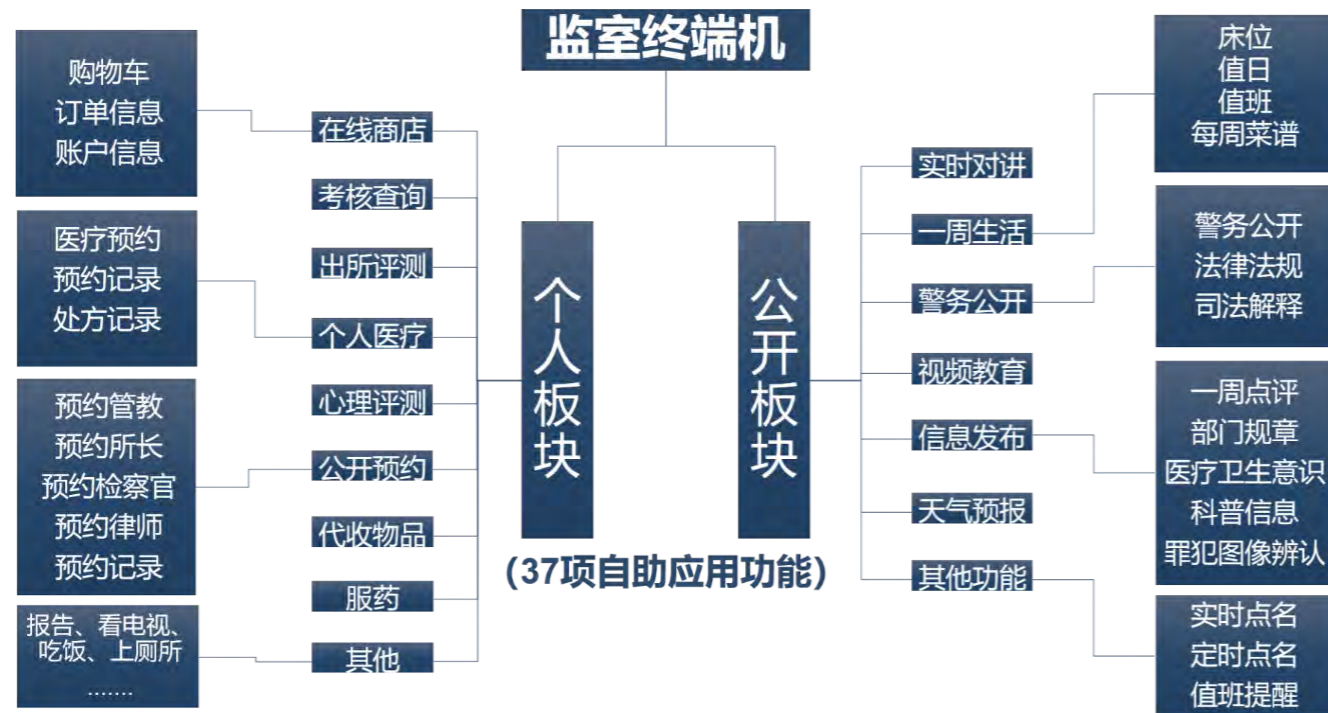 监室终端机
购物车
订单信息
账户信息
医疗预约
预约记录
处方记录
预约管教
预约所长
预约检察官
预约律师
预约记录
报告、看电视、
吃饭、上厕所
.......
在线商店
考核查询
出所评测
个人医疗
心理评测
公开预约
代收物品
服药
其他
个人板块
公开板块
(37项自助应用功能)
实时对讲
一周生活
警务公开
视频教育
信息发布
天气预报
其他功能
床位
值日
值班
每周菜谱
警务公开
法律法规
司法解释
一周点评
部门规章
医疗卫生意识
科普信息
罪犯图像辨认
实时点名
定时点名
值班提醒